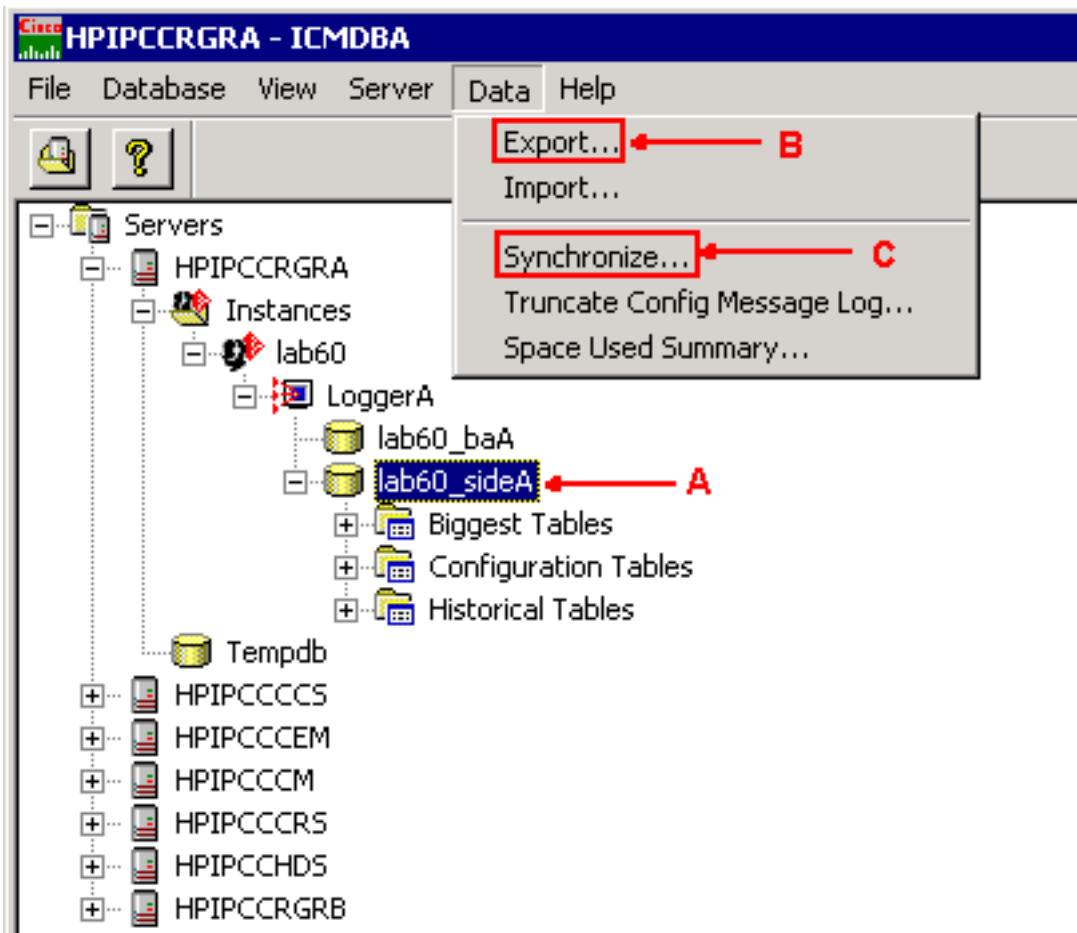 Cisco
HPIPCCRGRA - ICMDBA
File Database View Server Data Help
Export... B
Import...
Synchronize... C
Truncate Config Message Log...
Space Used Summary...
Servers
HPIPCCRGRA
Instances
lab60
LoggerA
lab60_baA
lab60_sideA A
Biggest Tables
Configuration Tables
Historical Tables
Tempdb
HPIPCCCCS
HPIPCCCEM
HPIPCCCM
HPIPCCCRS
HPIPCCHDS
HPIPCCRGRB